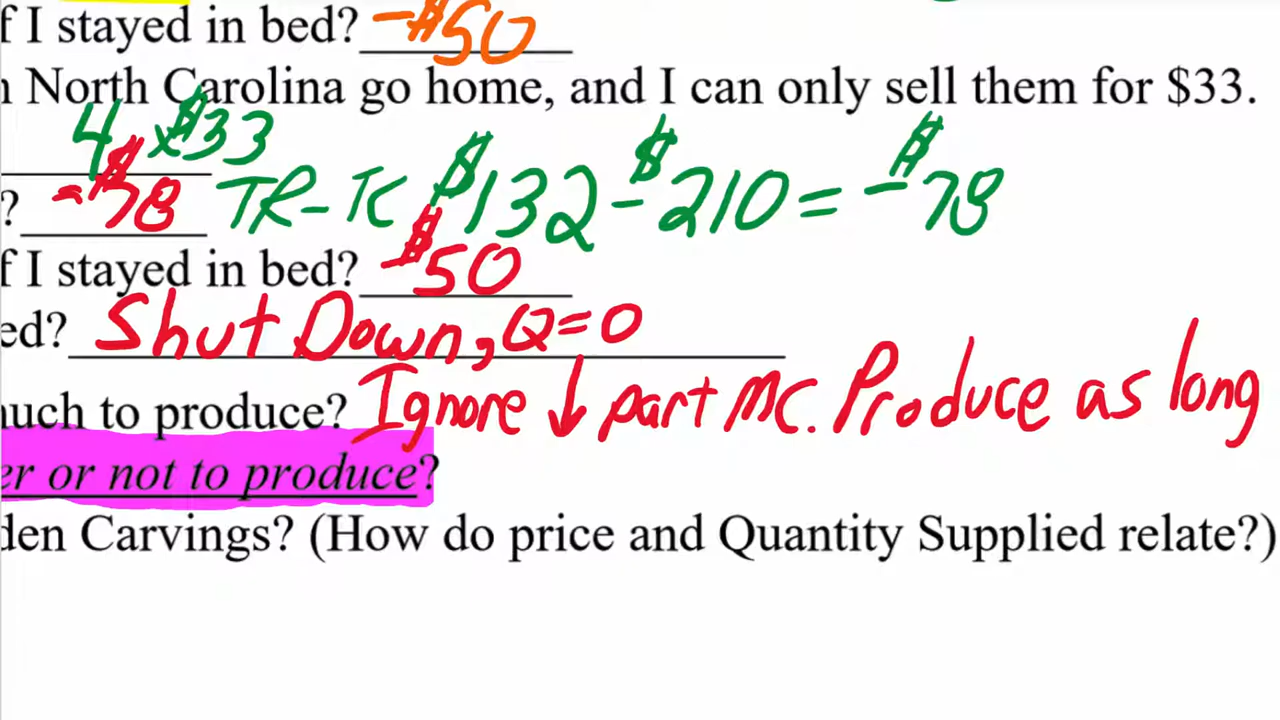 f I stayed in bed? -$50
n North Carolina go home, and I can only sell them for $33.
4 x $33
? -$78 TR-TC $132-$210=-$78
f I stayed in bed? -$50
ed? Shut Down, Q=0
nuch to produce? Ignore ↓ part MC. Produce as long
er or not to produce?
den Carvings? (How do price and Quantity Supplied relate?)